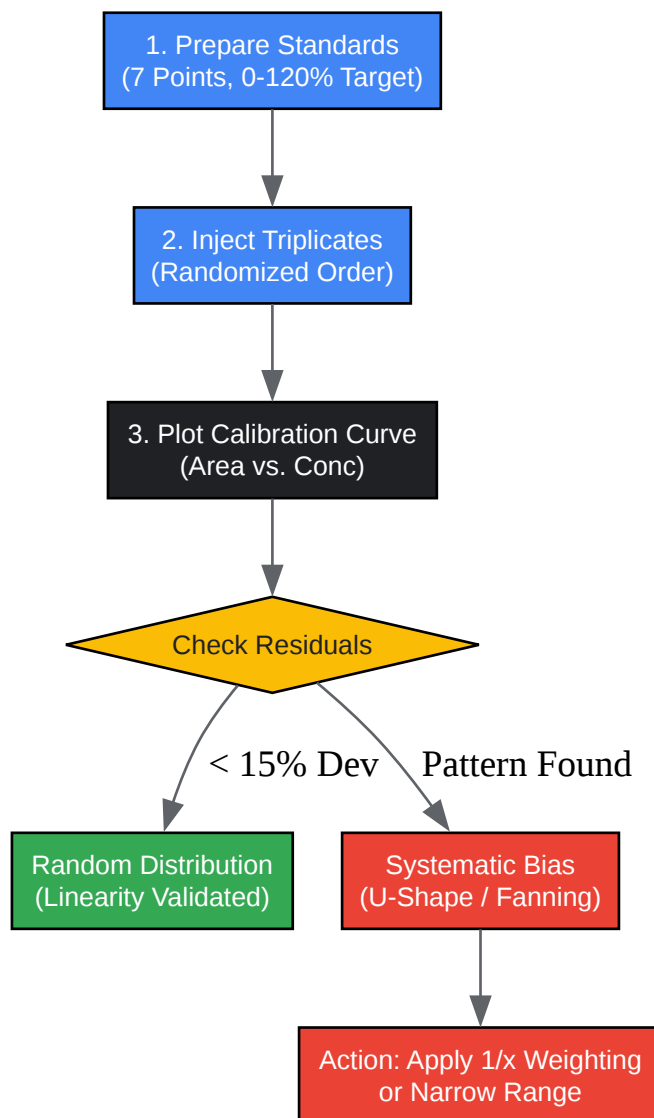 1. Prepare Standards
(7 Points, 0-120% Target)
2. Inject Triplicates
(Randomized Order)
3. Plot Calibration Curve
(Area vs. Conc)
Check Residuals
< 15% Dev
Pattern Found
Random Distribution
(Linearity Validated)
Systematic Bias
(U-Shape / Fanning)
Action: Apply 1/x Weighting
or Narrow Range